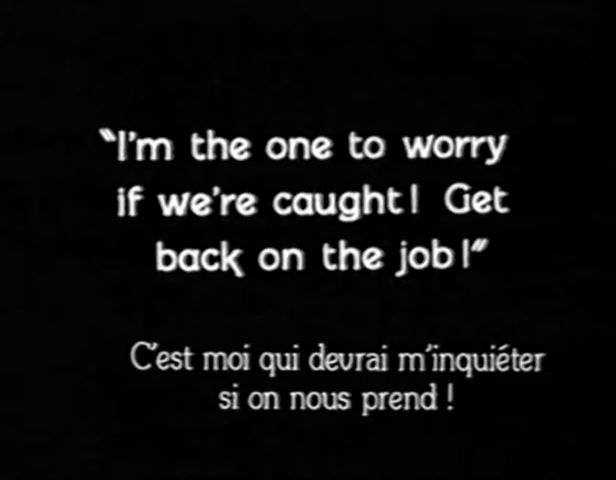 "I'm the one to worry
if we're caught! Get
back on the job!"
C'est moi qui devrai m'inquiéter
si on nous prend !